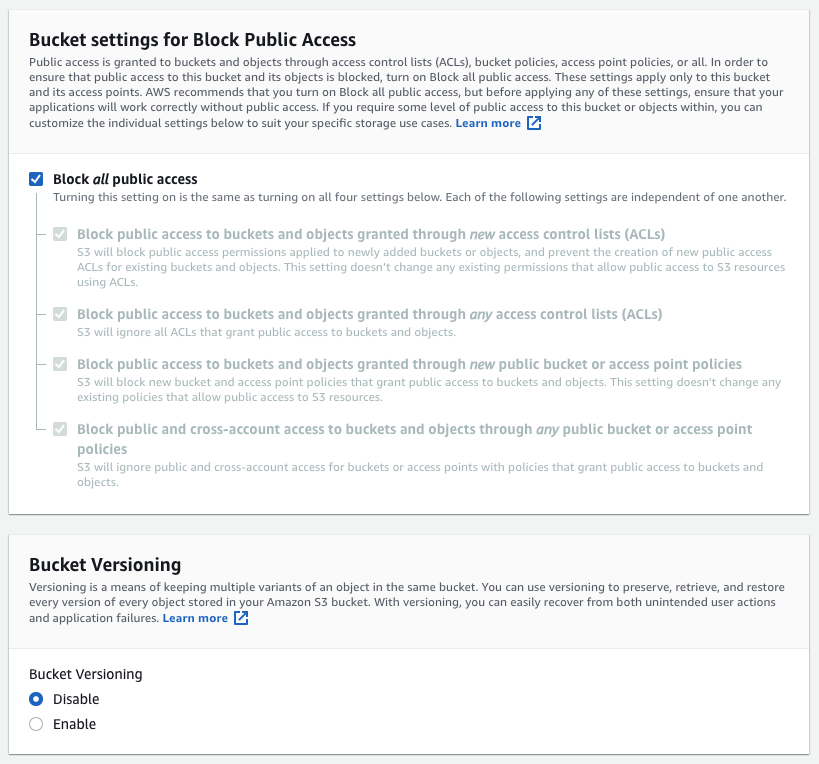 Bucket settings for Block Public Access
Public access is granted to buckets and objects through access control lists (ACLs), bucket policies, access point policies, or all. In order to
ensure that public access to this bucket and its objects is blocked, turn on Block all public access. These settings apply only to this bucket
and its access points. AWS recommends that you turn on Block all public access, but before applying any of these settings, ensure that your
applications will work correctly without public access. If you require some level of public access to this bucket or objects within, you can
customize the individual settings below to suit your specific storage use cases. Learn more
Block all public access
Turning this setting on is the same as turning on all four settings below. Each of the following settings are independent of one another.
Block public access to buckets and objects granted through new access control lists (ACLs)
S3 will block public access permissions applied to newly added buckets or objects, and prevent the creation of new public access
ACLs for existing buckets and objects. This setting doesn't change any existing permissions that allow public access to S3 resources
using ACLs.
Block public access to buckets and objects granted through any access control lists (ACLs)
S3 will ignore all ACLs that grant public access to buckets and objects.
Block public access to buckets and objects granted through new public bucket or access point policies
S3 will block new bucket and access point policies that grant public access to buckets and objects. This setting doesn't change any
existing policies that allow public access to S3 resources.
Block public and cross-account access to buckets and objects through any public bucket or access point
policies
S3 will ignore public and cross-account access for buckets or access points with policies that grant public access to buckets and
objects.
Bucket Versioning
Versioning is a means of keeping multiple variants of an object in the same bucket. You can use versioning to preserve, retrieve, and restore
every version of every object stored in your Amazon S3 bucket. With versioning, you can easily recover from both unintended user actions
and application failures. Learn more
Bucket Versioning
Disable
Enable